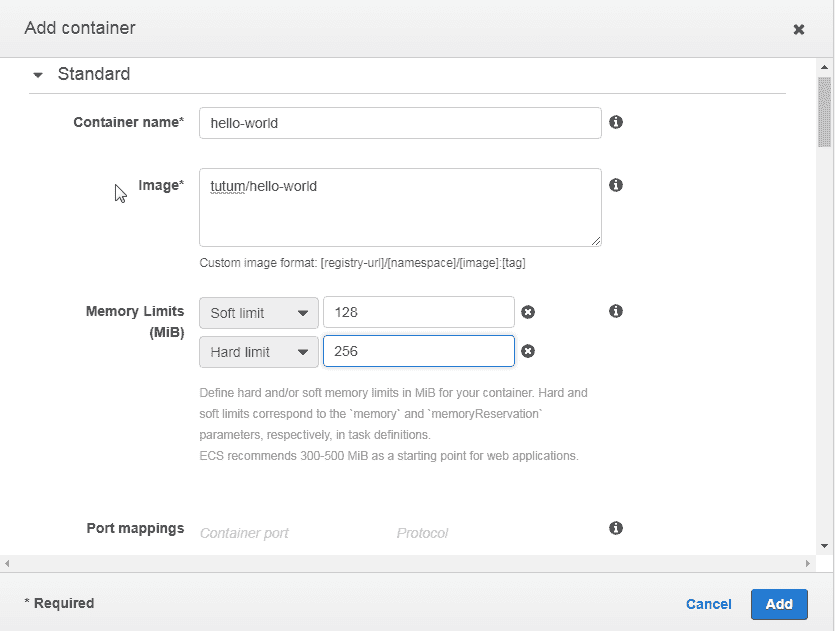 Add container
Standard
Container name*
hello-world
Image*
tutum/hello-world
Custom image format: [registry-url]/[namespace]/[image]:[tag]
Memory Limits
(MiB)
Soft limit
128
Hard limit
256
Define hard and/or soft memory limits in MiB for your container. Hard and
soft limits correspond to the `memory` and `memoryReservation`
parameters, respectively, in task definitions.
ECS recommends 300-500 MiB as a starting point for web applications.
Port mappings
Container port
Protocol
* Required
Cancel
Add